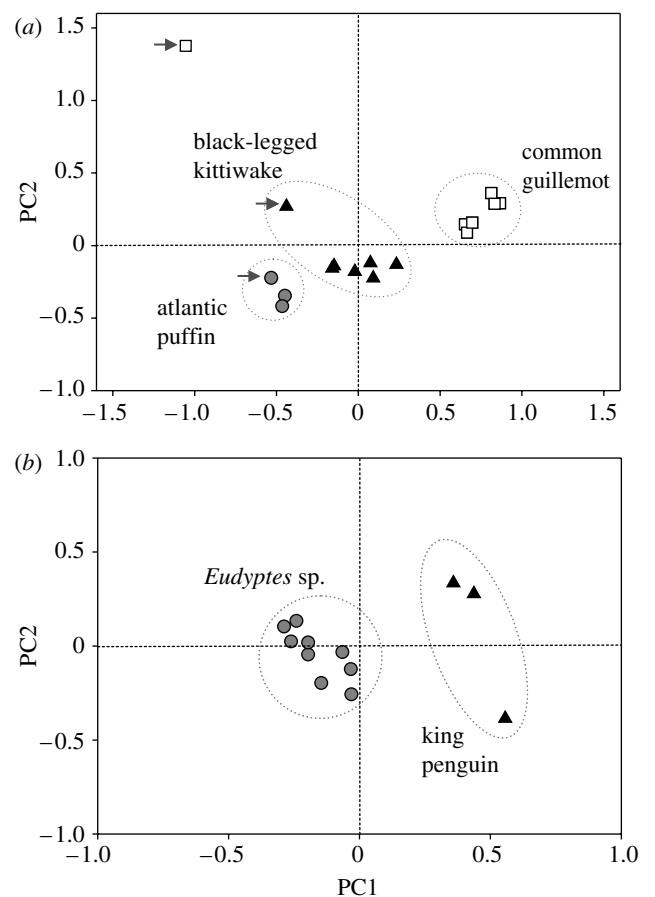 (a)
1.5
1.0
0.5
0
−0.5
−1.0
PC2
black-legged
kittiwake
common
guillemot
atlantic
puffin
−1.5 −1.0 −0.5 0 0.5 1.0 1.5
(b)
1.0
0.5
0
−0.5
−1.0
PC2
Eudyptes sp.
king
penguin
−1.0 −0.5 0 0.5 1.0
PC1